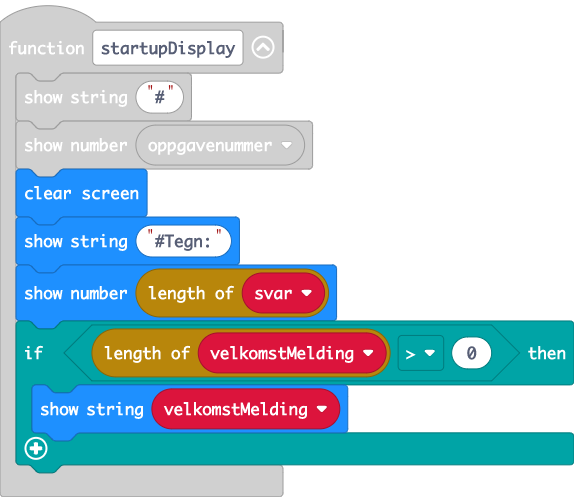 function startupDisplay
show string "#"
show number oppgavenummer
clear screen
show string "#Tegn:"
show number length of svar
if length of velkomstMelding > 0 then
show string velkomstMelding